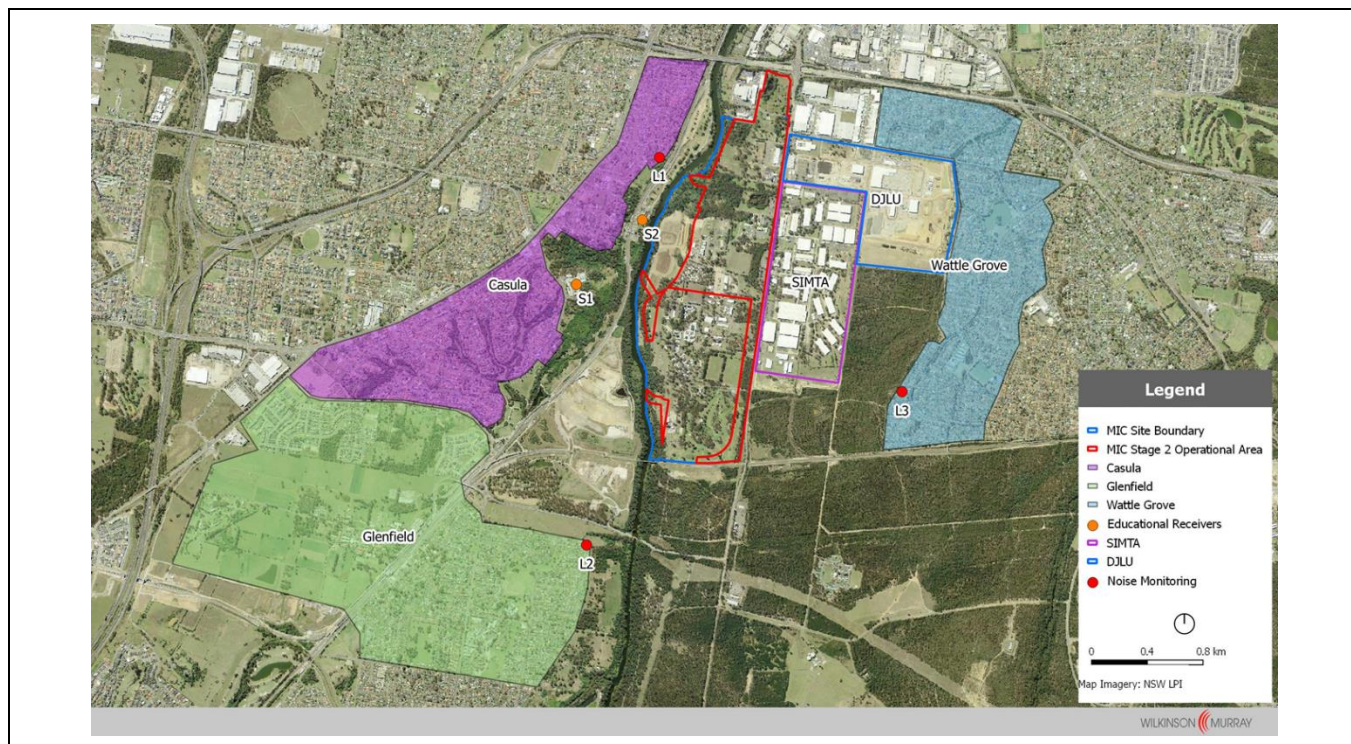 L1
S2
DJLU
Wattle Grove
SIMTA
Casula
S1
L3
Glenfield
L2
Legend
MIC Site Boundary
MIC Stage 2 Operational Area
Casula
Glenfield
Wattle Grove
Educational Receivers
SIMTA
DJLU
Noise Monitoring
0 0.4 0.8 km
Map Imagery: NSW LPI
WILKINSON MURRAY